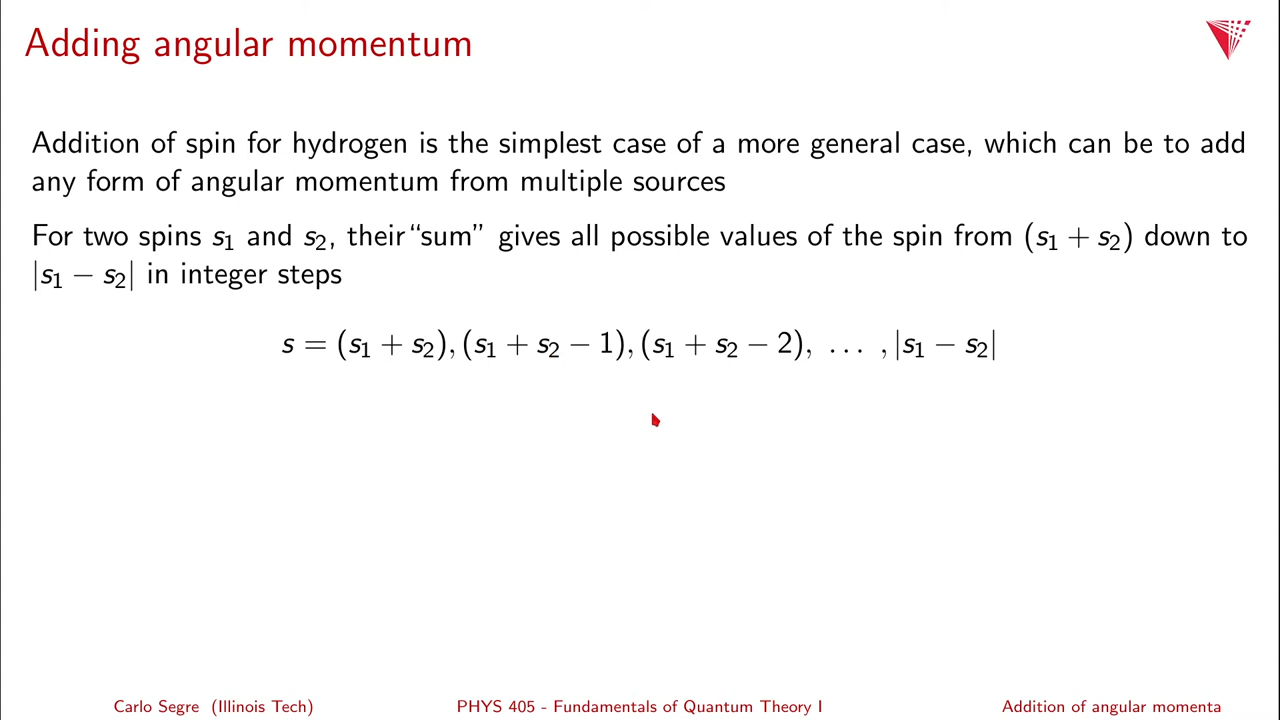 Adding angular momentum
Addition of spin for hydrogen is the simplest case of a more general case, which can be to add
any form of angular momentum from multiple sources
For two spins s₁ and s₂, their “sum” gives all possible values of the spin from (s₁ + s₂) down to
|s₁ − s₂| in integer steps
s = (s₁ + s₂), (s₁ + s₂ − 1), (s₁ + s₂ − 2), … , |s₁ − s₂|
Carlo Segre (Illinois Tech) PHYS 405 - Fundamentals of Quantum Theory I Addition of angular momenta